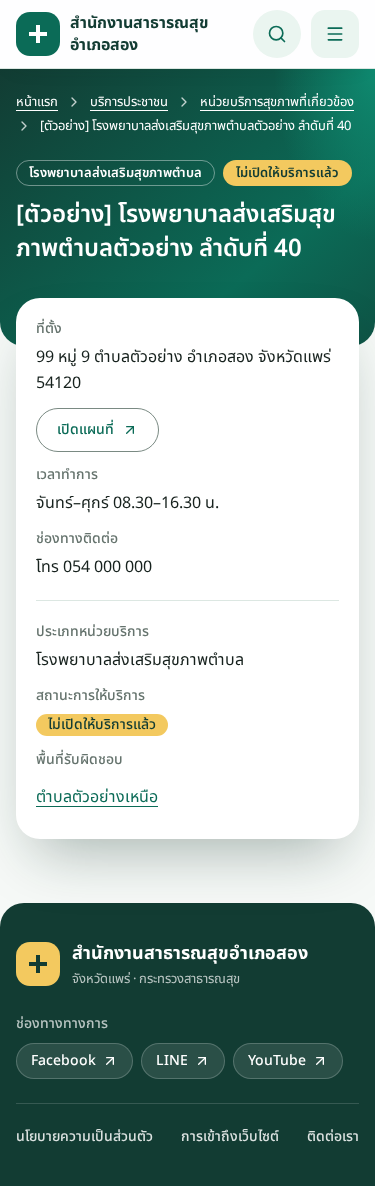 สำนักงานสาธารณสุข
อำเภอสอง
หน้าแรก > บริการประชาชน > หน่วยบริการสุขภาพที่เกี่ยวข้อง
> [ตัวอย่าง] โรงพยาบาลส่งเสริมสุขภาพตำบลตัวอย่าง ลำดับที่ 40
โรงพยาบาลส่งเสริมสุขภาพตำบล ไม่เปิดให้บริการแล้ว
[ตัวอย่าง] โรงพยาบาลส่งเสริมสุข
ภาพตำบลตัวอย่าง ลำดับที่ 40
ที่ตั้ง
99 หมู่ 9 ตำบลตัวอย่าง อำเภอสอง จังหวัดแพร่
54120
เปิดแผนที่
เวลาทำการ
จันทร์–ศุกร์ 08.30–16.30 น.
ช่องทางติดต่อ
โทร 054 000 000
ประเภทหน่วยบริการ
โรงพยาบาลส่งเสริมสุขภาพตำบล
สถานะการให้บริการ
ไม่เปิดให้บริการแล้ว
พื้นที่รับผิดชอบ
ตำบลตัวอย่างเหนือ
สำนักงานสาธารณสุขอำเภอสอง
จังหวัดแพร่ · กระทรวงสาธารณสุข
ช่องทางทางการ
Facebook LINE YouTube
นโยบายความเป็นส่วนตัว การเข้าถึงเว็บไซต์ ติดต่อเรา